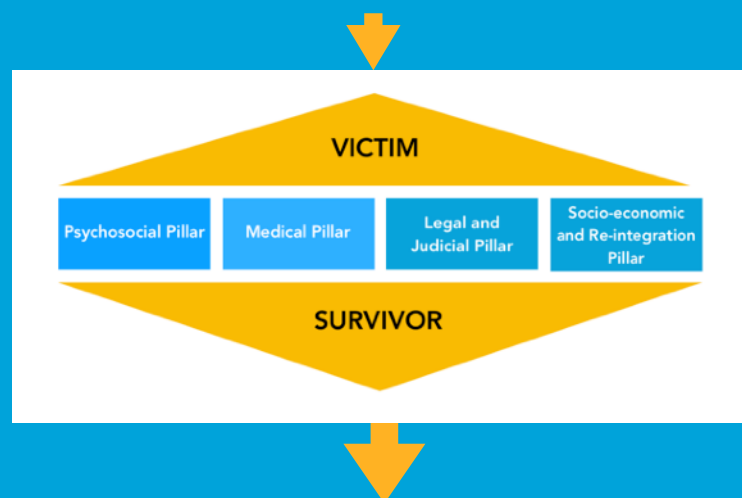 VICTIM
Psychosocial Pillar
Medical Pillar
Legal and
Judicial Pillar
Socio-economic
and Re-integration
Pillar
SURVIVOR